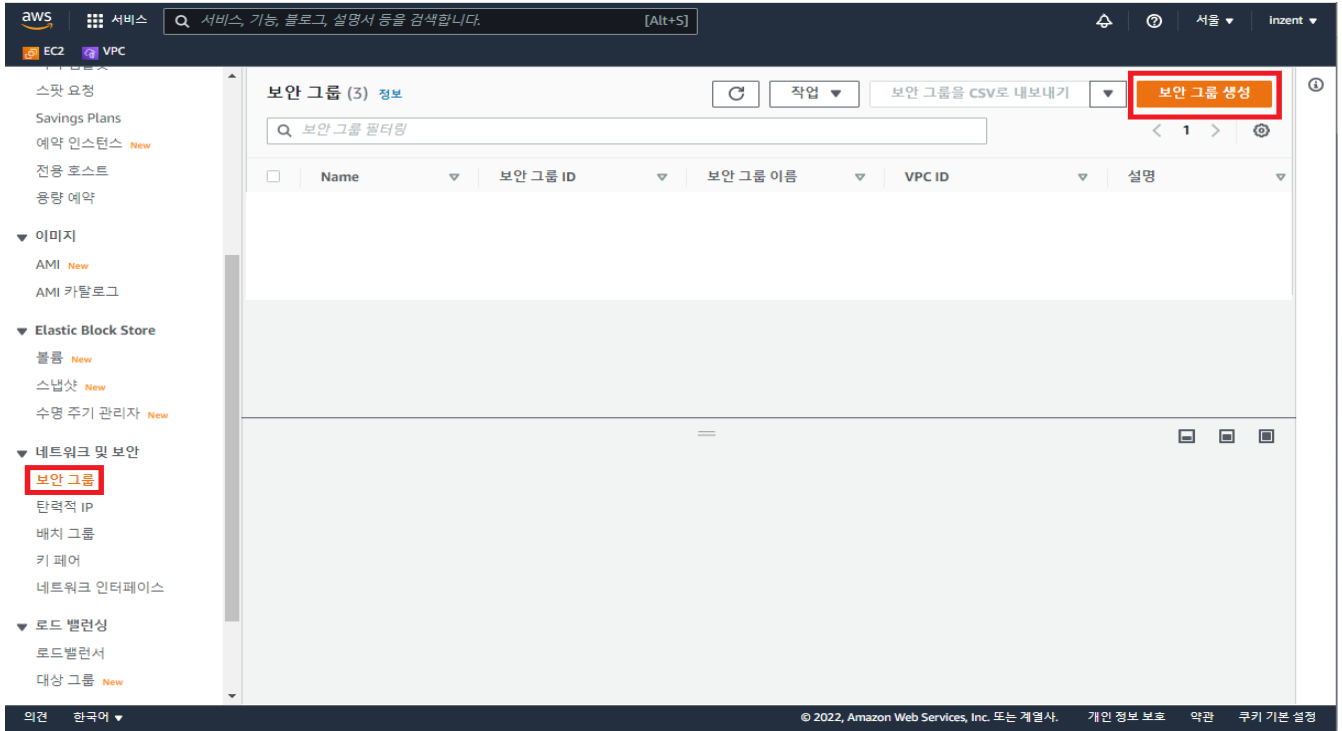 aws 서비스 서비스, 기능, 블로그, 설명서 등을 검색합니다. [Alt+S] 서울 ▼ inzent ▼
EC2 VPC
스팟 요청
Savings Plans
예약 인스턴스 New
전용 호스트
용량 예약
▼ 이미지
AMI New
AMI 카탈로그
▼ Elastic Block Store
볼륨 New
스냅샷 New
수명 주기 관리자 New
▼ 네트워크 및 보안
보안 그룹
탄력적 IP
배치 그룹
키 페어
네트워크 인터페이스
▼ 로드 밸런싱
로드밸런서
대상 그룹 New
보안 그룹 (3) 정보 작업 ▼ 보안 그룹을 CSV로 내보내기 ▼ 보안 그룹 생성
보안 그룹 필터링 < 1 >
Name 보안 그룹 ID 보안 그룹 이름 VPC ID 설명
의견 한국어 ▼ © 2022, Amazon Web Services, Inc. 또는 계열사. 개인 정보 보호 약관 쿠키 기본 설정